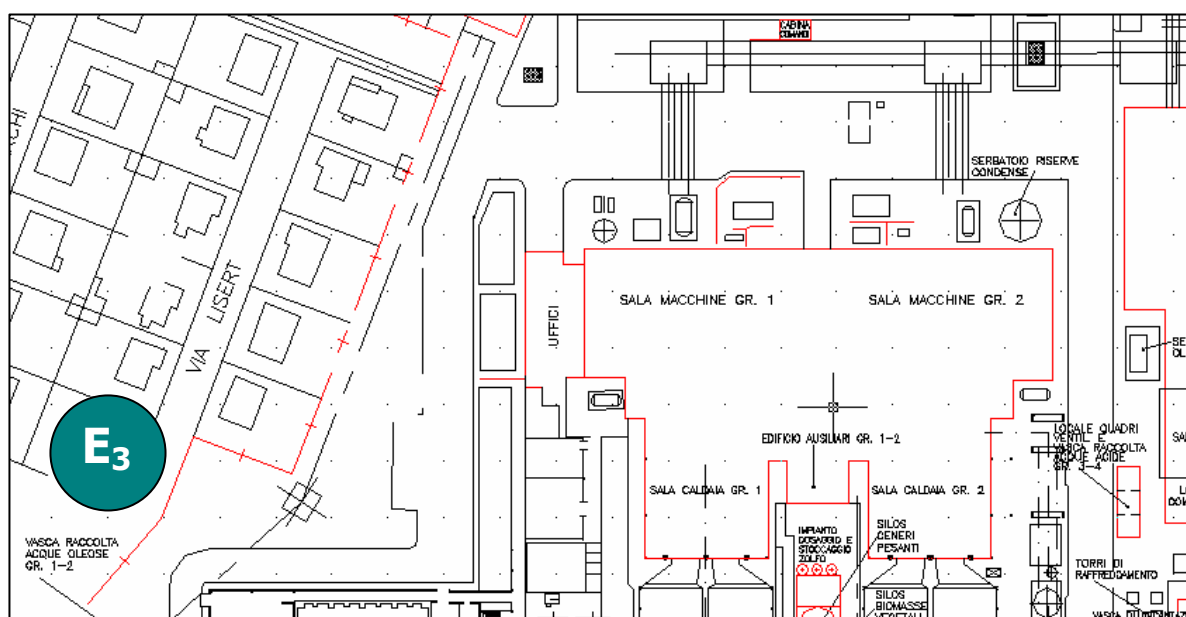 CABINA
COMANDI
SERBATOIO RISERVE
CONDENSE
VIA LISERT
UFFICI
SALA MACCHINE GR. 1
SALA MACCHINE GR. 2
E3
EDIFICIO AUSILIARI GR. 1-2
LOCALE QUADRI
VENTIL E
VASCA RACCOLTA
ACQUE ACIDE
GR. 3-4
SALA CALDAIA GR. 1
SALA CALDAIA GR. 2
VASCA RACCOLTA
ACQUE OLEOSE
GR. 1-2
IMPIANTO
DOSAGGIO E
STOCCAGGIO
ZOLFO
SILOS
CENERI
PESANTI
TORRI DI
RAFFREDDAMENTO
SILOS
BIOMASSE
VEGETALI